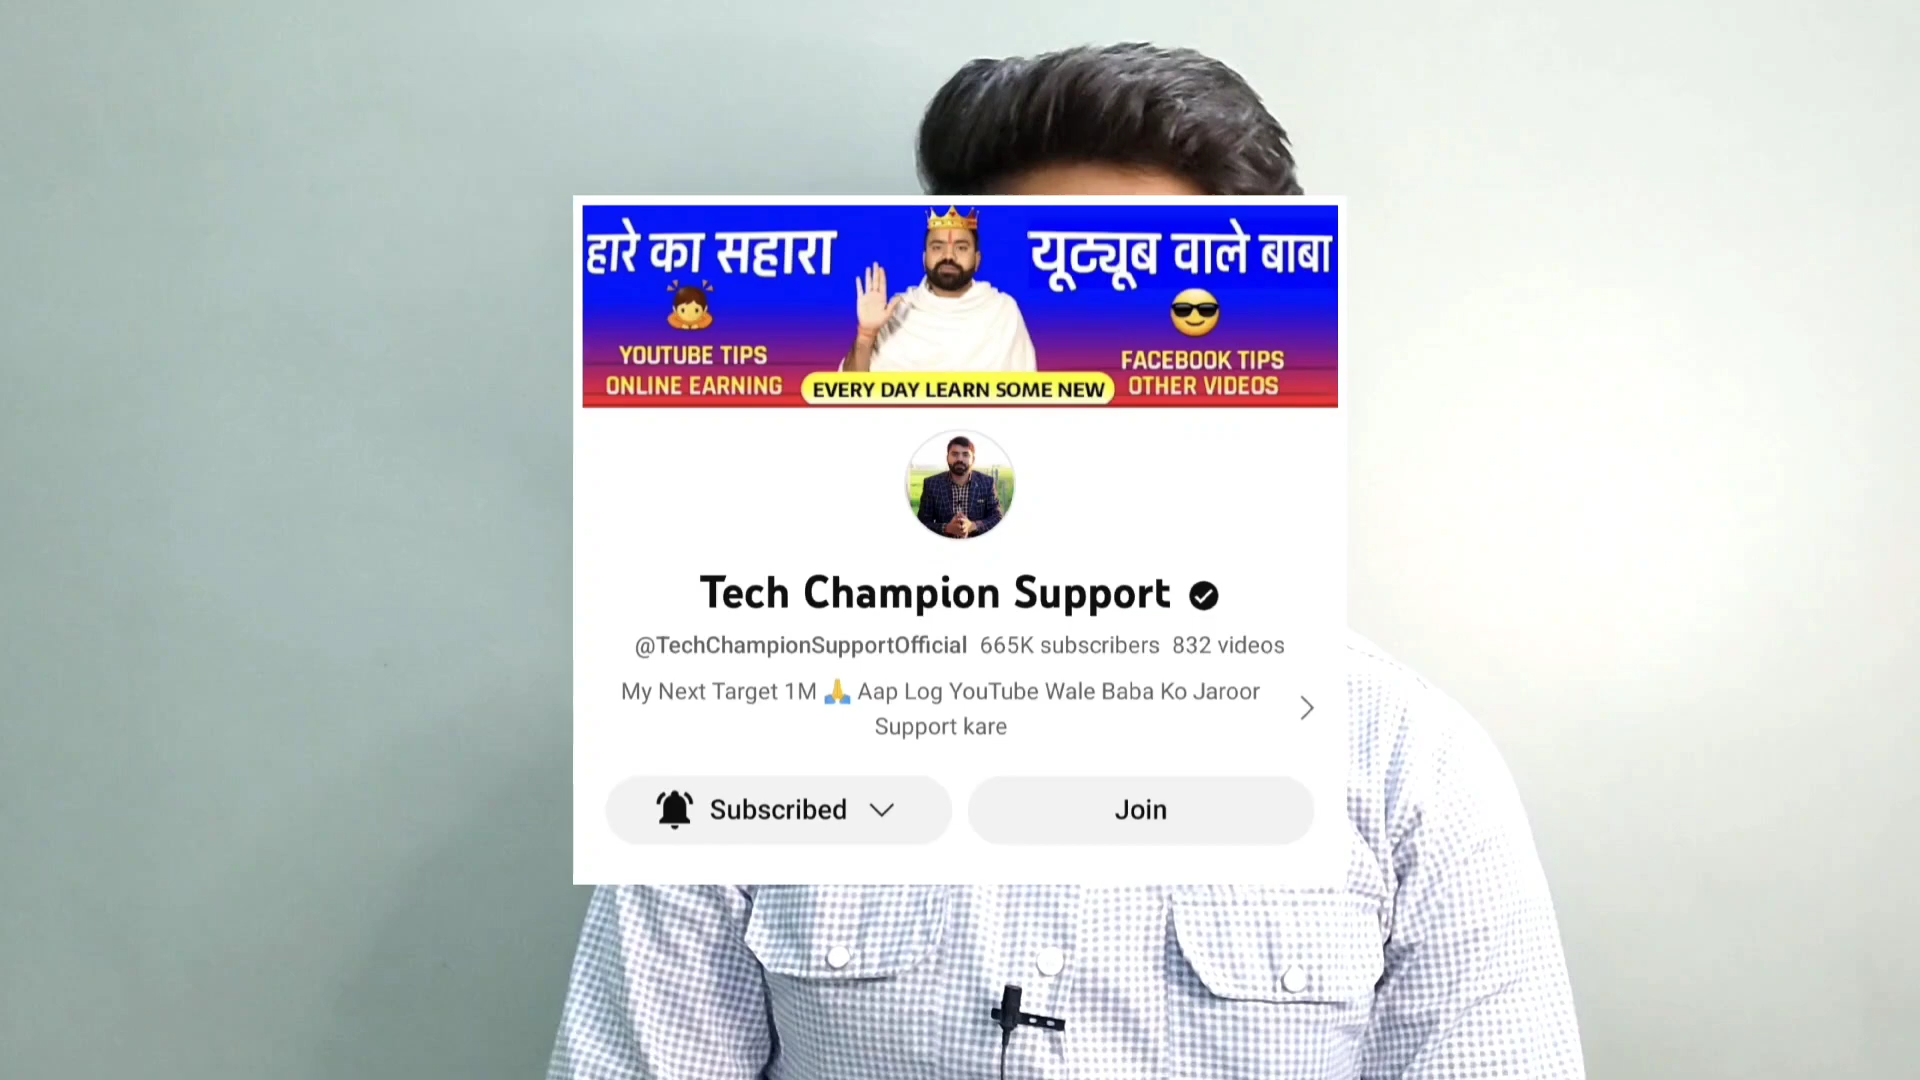 हारे का सहारा
यूट्यूब वाले बाबा
YOUTUBE TIPS
ONLINE EARNING
FACEBOOK TIPS
OTHER VIDEOS
EVERY DAY LEARN SOME NEW
Tech Champion Support
@TechChampionSupportOfficial 665K subscribers 832 videos
My Next Target 1M 🙏 Aap Log YouTube Wale Baba Ko Jaroor
Support kare
Subscribed
Join